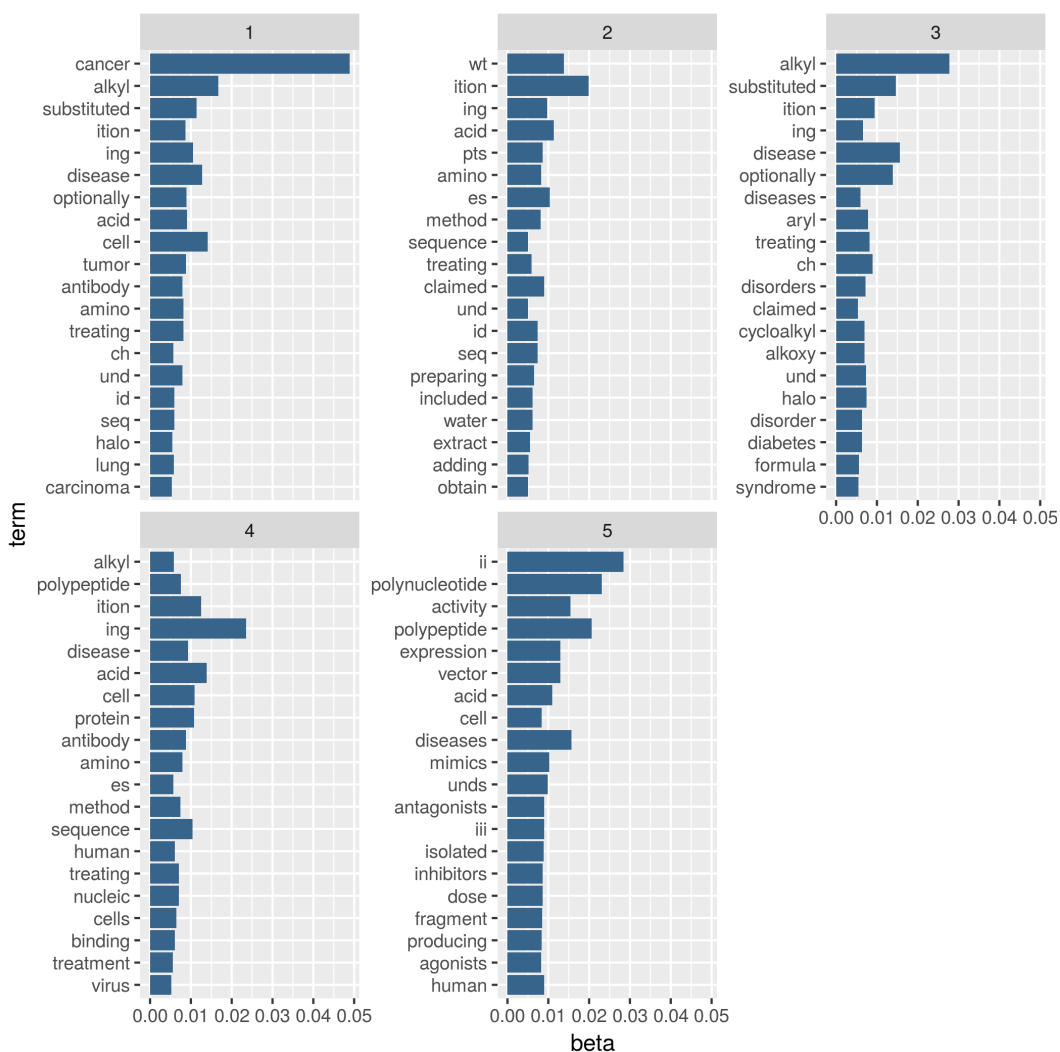 1
cancer
alkyl
substituted
ition
ing
disease
optionally
acid
cell
tumor
antibody
amino
treating
ch
und
id
seq
halo
lung
carcinoma
2
wt
ition
ing
acid
pts
amino
es
method
sequence
treating
claimed
und
id
seq
preparing
included
water
extract
adding
obtain
3
alkyl
substituted
ition
ing
disease
optionally
diseases
aryl
treating
ch
disorders
claimed
cycloalkyl
alkoxy
und
halo
disorder
diabetes
formula
syndrome
0.00 0.01 0.02 0.03 0.04 0.05
term
4
alkyl
polypeptide
ition
ing
disease
acid
cell
protein
antibody
amino
es
method
sequence
human
treating
nucleic
cells
binding
treatment
virus
0.00 0.01 0.02 0.03 0.04 0.05
5
ii
polynucleotide
activity
polypeptide
expression
vector
acid
cell
diseases
mimics
unds
antagonists
iii
isolated
inhibitors
dose
fragment
producing
agonists
human
0.00 0.01 0.02 0.03 0.04 0.05
beta